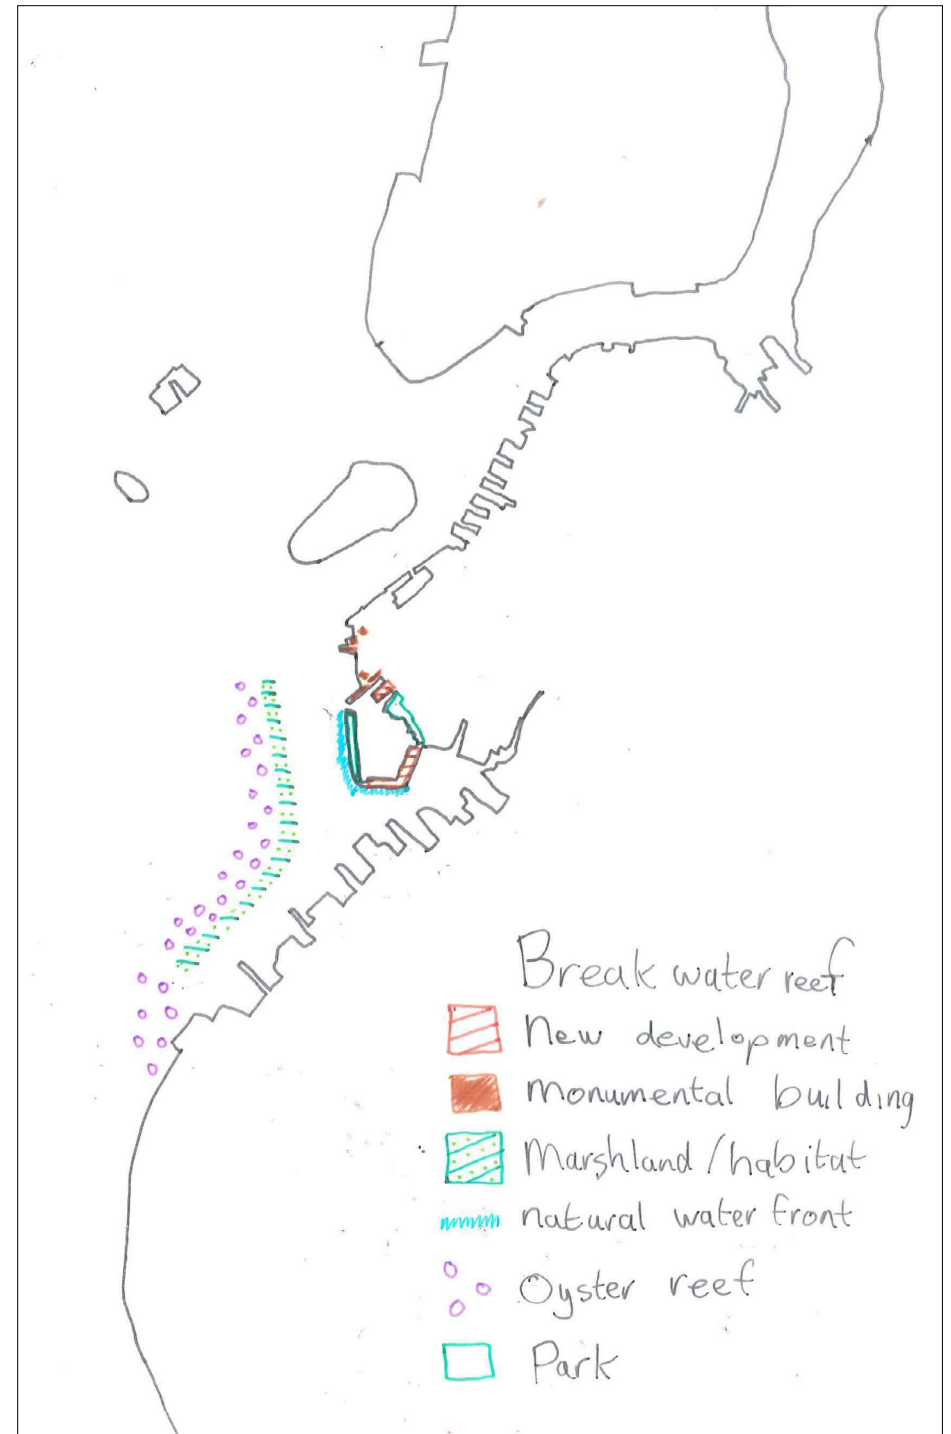 Break water reef
New development
monumental building
Marshland/habitat
natural water front
Oyster reef
Park